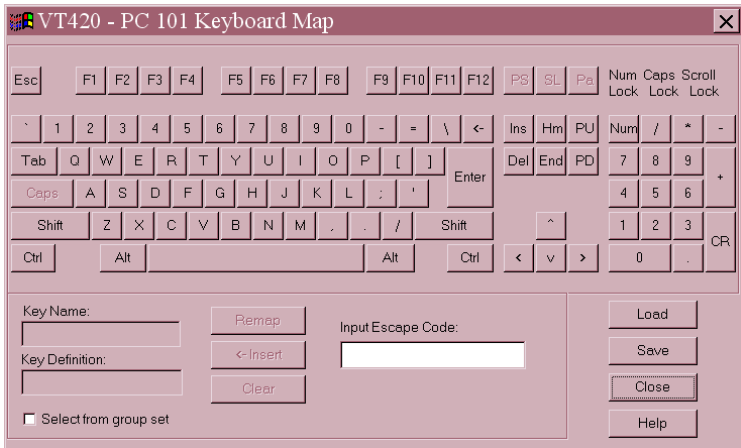 VT420 - PC 101 Keyboard Map
Esc F1 F2 F3 F4 F5 F6 F7 F8 F9 F10 F11 F12 PS SL Pa Num Caps Scroll
Lock Lock Lock
` 1 2 3 4 5 6 7 8 9 0 - = \ <- Ins Hm PU Num / * -
Tab Q W E R T Y U I O P [ ] Enter Del End PD 7 8 9 +
Caps A S D F G H J K L ; ' 4 5 6
Shift Z X C V B N M , . / Shift ^ 1 2 3 CR
Ctrl Alt Alt Ctrl < v > 0 .
Key Name:
Remap
Input Escape Code:
Load
<-Insert
Save
Key Definition:
Clear
Close
Select from group set
Help